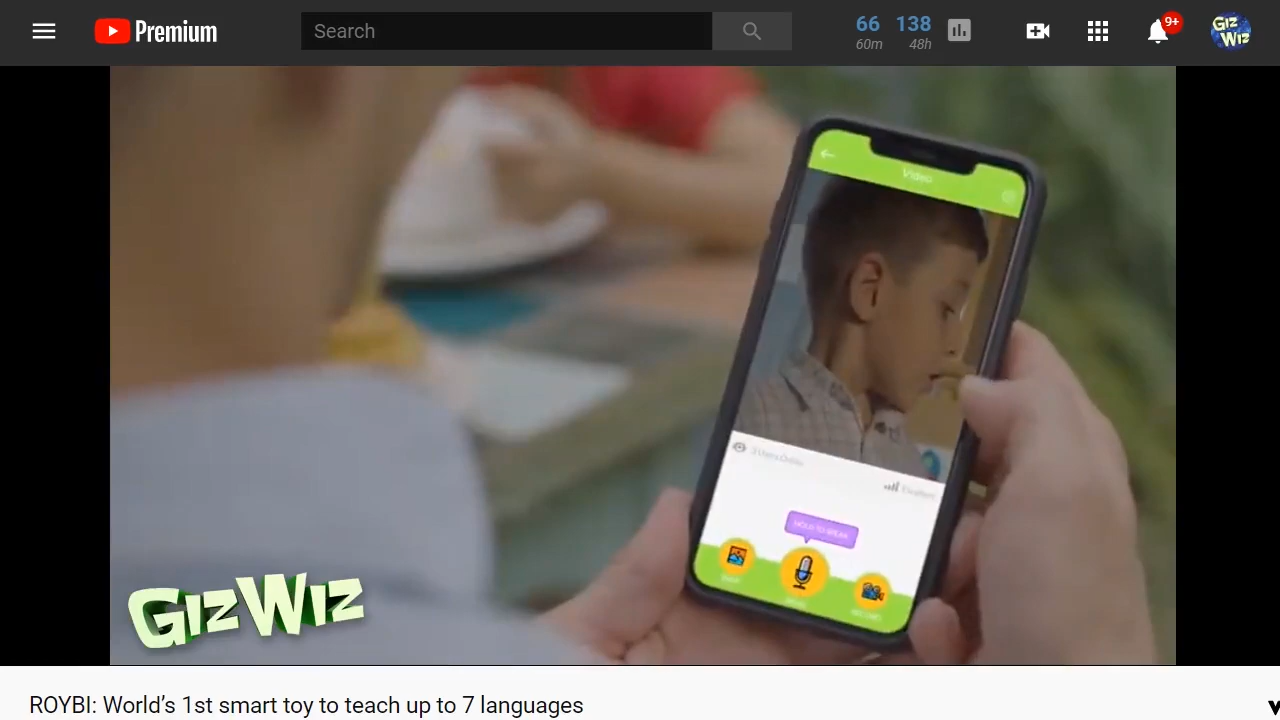 Premium
Search
66 138
60m 48h
9+
GIZ WIZ
Video
HOLD TO SPEAK
GIZWIZ
ROYBI: World’s 1st smart toy to teach up to 7 languages